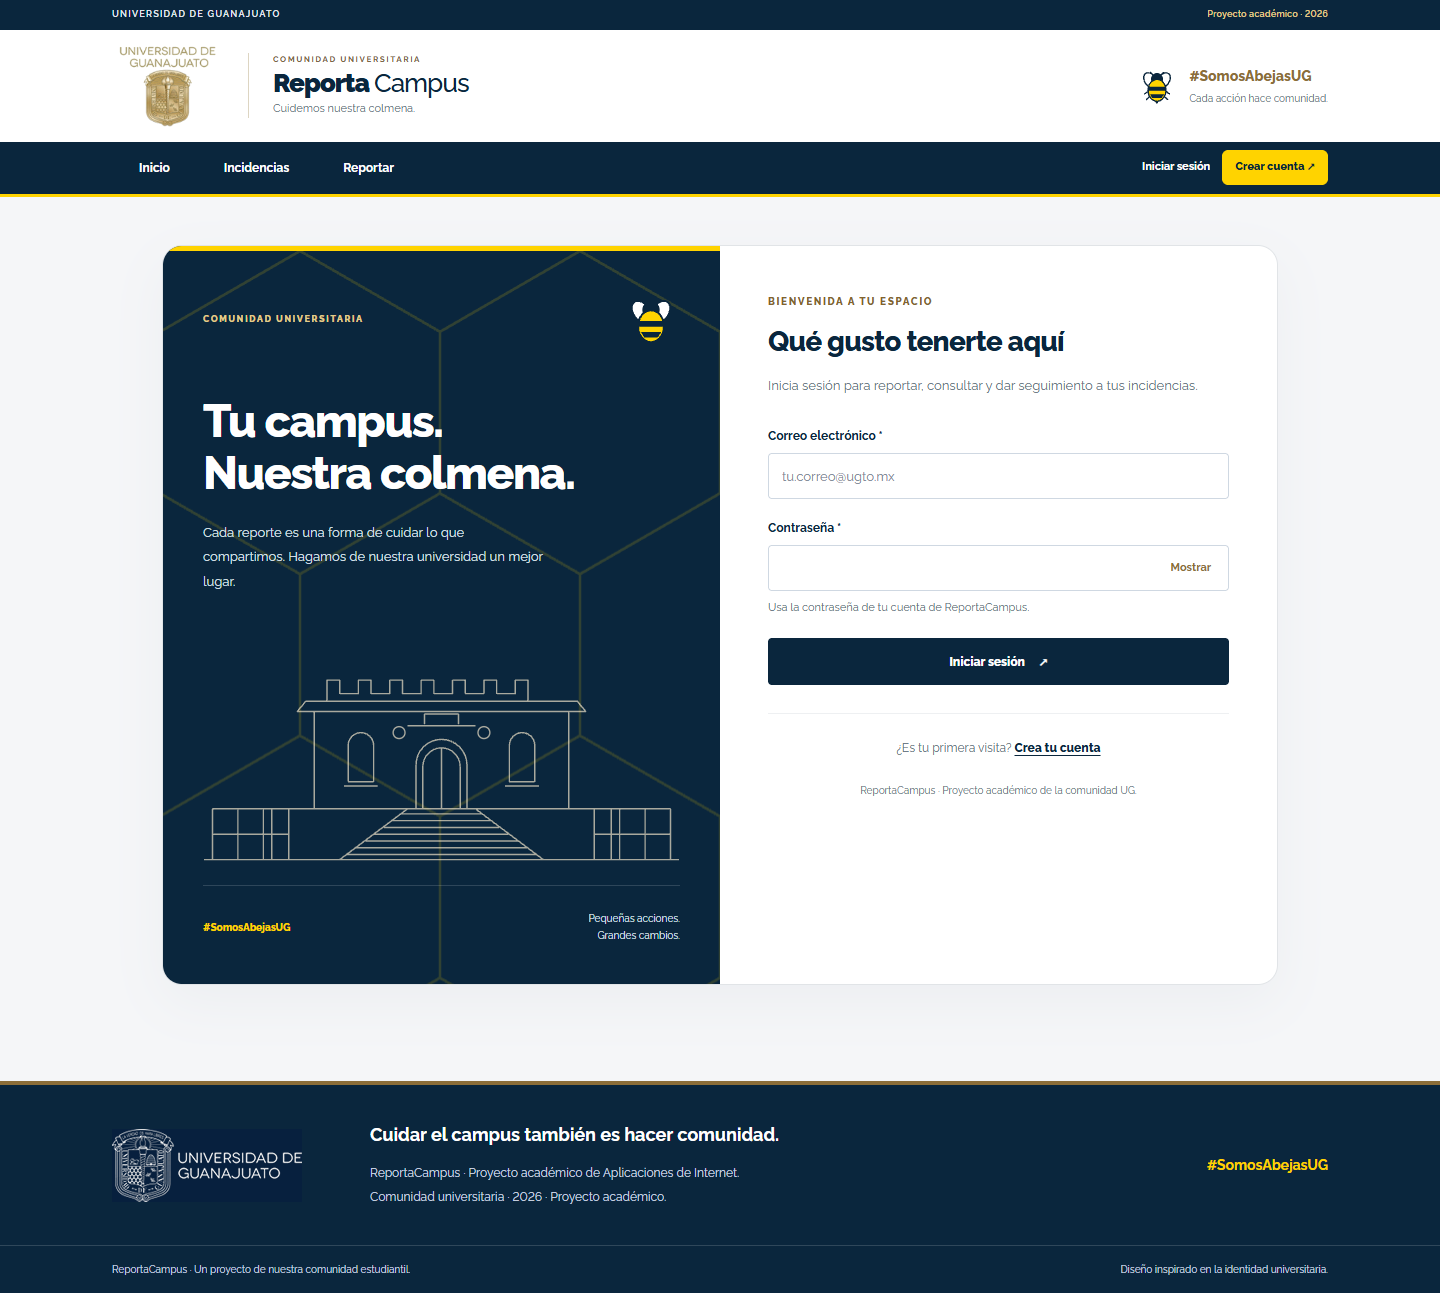 UNIVERSIDAD DE GUANAJUATO
Proyecto académico · 2026
UNIVERSIDAD DE
GUANAJUATO
COMUNIDAD UNIVERSITARIA
Reporta Campus
Cuidemos nuestra colmena.
#SomosAbejasUG
Cada acción hace comunidad.
Inicio
Incidencias
Reportar
Iniciar sesión
Crear cuenta ↗
COMUNIDAD UNIVERSITARIA
Tu campus.
Nuestra colmena.
Cada reporte es una forma de cuidar lo que
compartimos. Hagamos de nuestra universidad un mejor
lugar.
#SomosAbejasUG
Pequeñas acciones.
Grandes cambios.
BIENVENIDA A TU ESPACIO
Qué gusto tenerte aquí
Inicia sesión para reportar, consultar y dar seguimiento a tus incidencias.
Correo electrónico *
tu.correo@ugto.mx
Contraseña *
Mostrar
Usa la contraseña de tu cuenta de ReportaCampus.
Iniciar sesión ↗
¿Es tu primera visita? Crea tu cuenta
ReportaCampus · Proyecto académico de la comunidad UG.
UNIVERSIDAD DE
GUANAJUATO
Cuidar el campus también es hacer comunidad.
ReportaCampus · Proyecto académico de Aplicaciones de Internet.
Comunidad universitaria · 2026 · Proyecto académico.
#SomosAbejasUG
ReportaCampus · Un proyecto de nuestra comunidad estudiantil.
Diseño inspirado en la identidad universitaria.